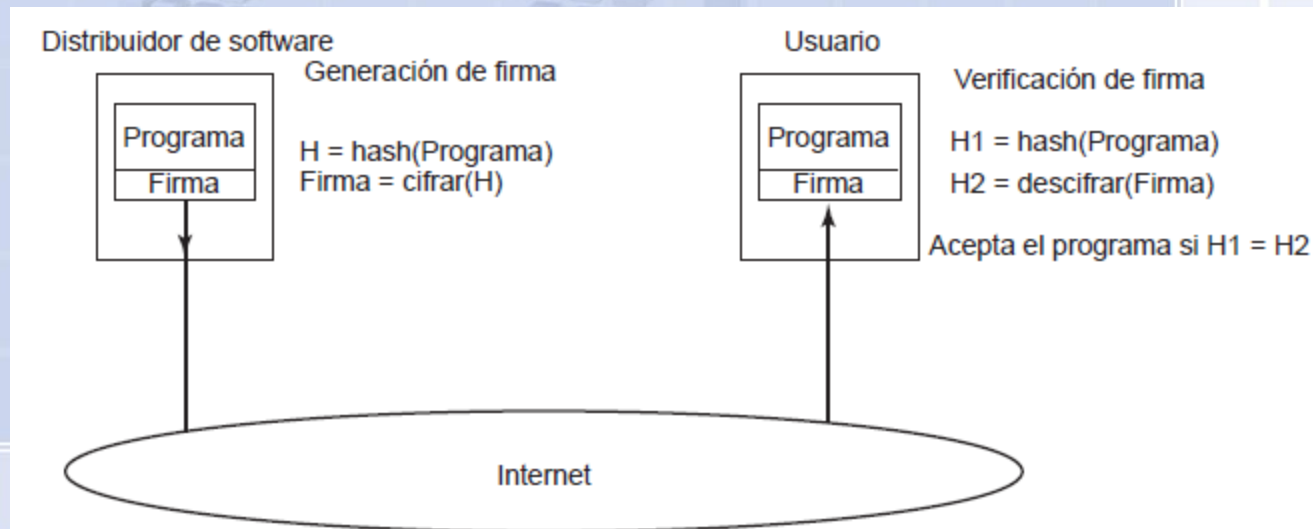 Distribuidor de software
Generación de firma
Programa
Firma
H = hash(Programa)
Firma = cifrar(H)
Usuario
Verificación de firma
Programa
Firma
H1 = hash(Programa)
H2 = descifrar(Firma)
Acepta el programa si H1 = H2
Internet